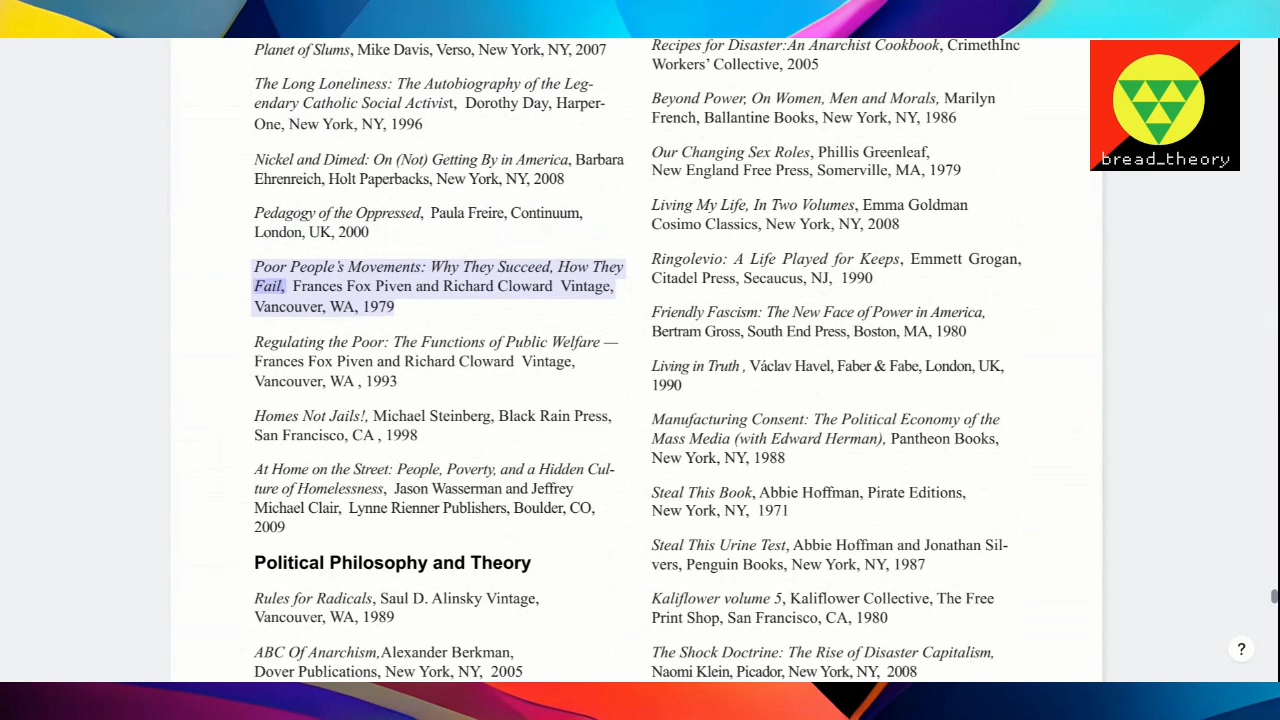 Planet of Slums, Mike Davis, Verso, New York, NY, 2007
The Long Loneliness: The Autobiography of the Leg-
endary Catholic Social Activist, Dorothy Day, Harper-
One, New York, NY, 1996
Nickel and Dimed: On (Not) Getting By in America, Barbara
Ehrenreich, Holt Paperbacks, New York, NY, 2008
Pedagogy of the Oppressed, Paula Freire, Continuum,
London, UK, 2000
Poor People's Movements: Why They Succeed, How They
Fail, Frances Fox Piven and Richard Cloward Vintage,
Vancouver, WA, 1979
Regulating the Poor: The Functions of Public Welfare —
Frances Fox Piven and Richard Cloward Vintage,
Vancouver, WA , 1993
Homes Not Jails!, Michael Steinberg, Black Rain Press,
San Francisco, CA , 1998
At Home on the Street: People, Poverty, and a Hidden Cul-
ture of Homelessness, Jason Wasserman and Jeffrey
Michael Clair, Lynne Rienner Publishers, Boulder, CO,
2009
Political Philosophy and Theory
Rules for Radicals, Saul D. Alinsky Vintage,
Vancouver, WA, 1989
ABC Of Anarchism,Alexander Berkman,
Dover Publications, New York, NY, 2005
Recipes for Disaster:An Anarchist Cookbook, CrimethInc
Workers' Collective, 2005
Beyond Power, On Women, Men and Morals, Marilyn
French, Ballantine Books, New York, NY, 1986
Our Changing Sex Roles, Phillis Greenleaf,
New England Free Press, Somerville, MA, 1979
Living My Life, In Two Volumes, Emma Goldman
Cosimo Classics, New York, NY, 2008
Ringolevio: A Life Played for Keeps, Emmett Grogan,
Citadel Press, Secaucus, NJ, 1990
Friendly Fascism: The New Face of Power in America,
Bertram Gross, South End Press, Boston, MA, 1980
Living in Truth , Václav Havel, Faber & Fabe, London, UK,
1990
Manufacturing Consent: The Political Economy of the
Mass Media (with Edward Herman), Pantheon Books,
New York, NY, 1988
Steal This Book, Abbie Hoffman, Pirate Editions,
New York, NY, 1971
Steal This Urine Test, Abbie Hoffman and Jonathan Sil-
vers, Penguin Books, New York, NY, 1987
Kaliflower volume 5, Kaliflower Collective, The Free
Print Shop, San Francisco, CA, 1980
The Shock Doctrine: The Rise of Disaster Capitalism,
Naomi Klein, Picador, New York, NY, 2008
bread_theory
?